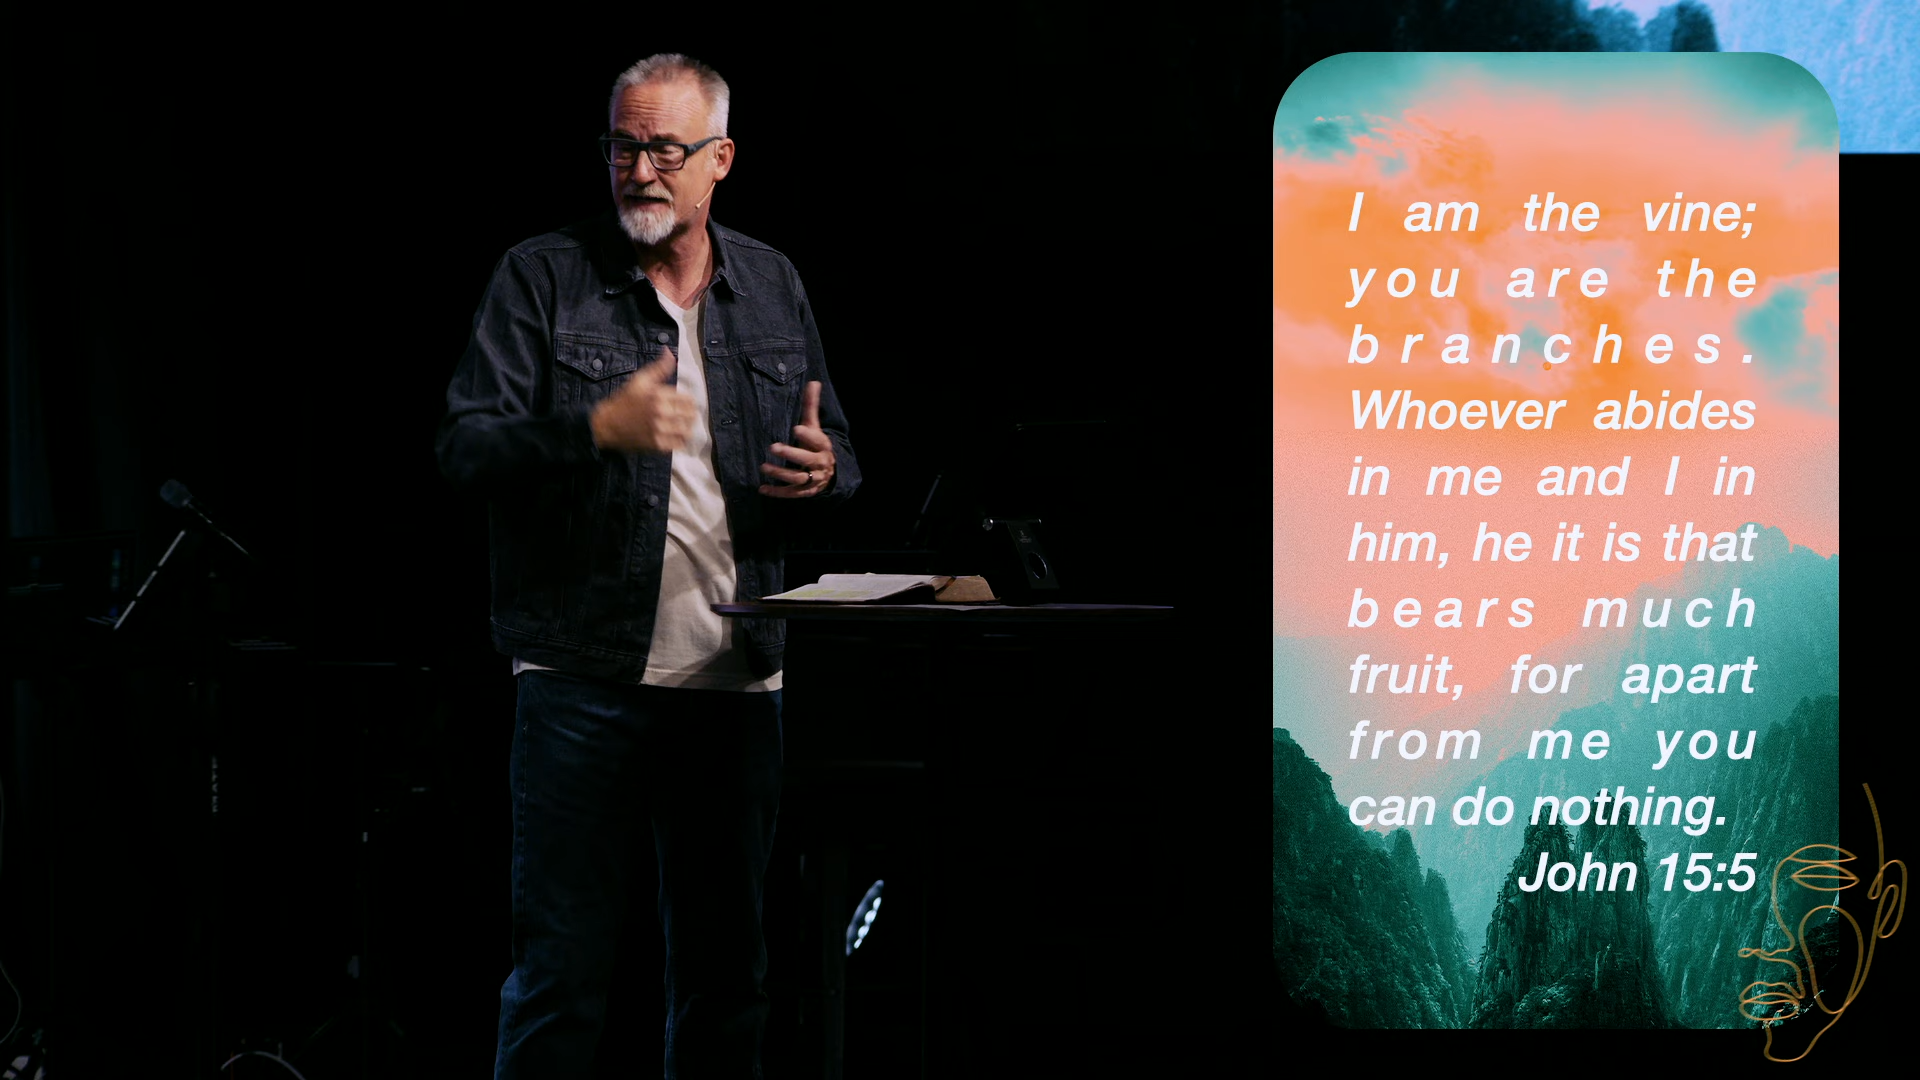 I am the vine;
you are the
branches.
Whoever abides
in me and I in
him, he it is that
bears much
fruit, for apart
from me you
can do nothing.
John 15:5